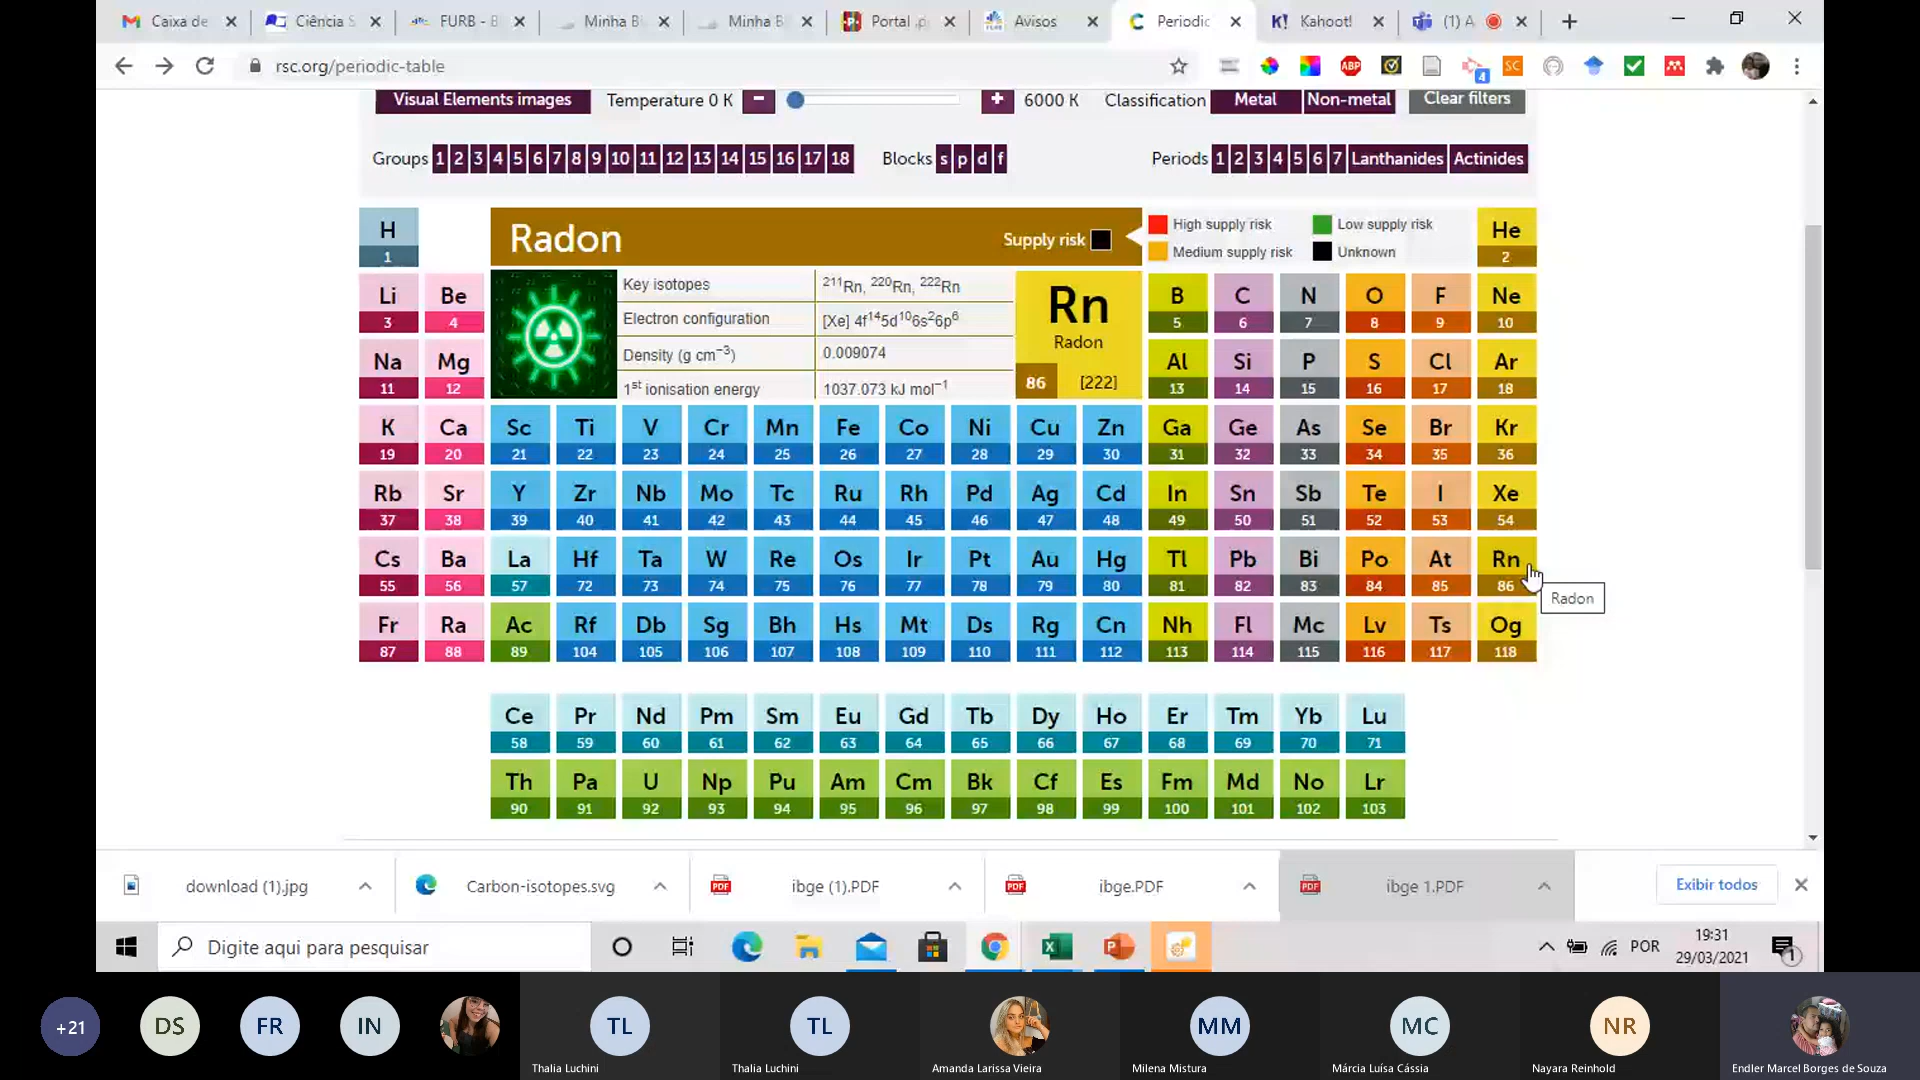 Caixa de
Ciência S
FURB - B
Minha B
Minha B
Portal .p
Avisos
Periodic
K! Kahoot!
(1) A
rsc.org/periodic-table
ABP
SC
4
Visual Elements images Temperature 0 K − + 6000 K Classification Metal Non-metal Clear filters
Groups 1 2 3 4 5 6 7 8 9 10 11 12 13 14 15 16 17 18 Blocks s p d f Periods 1 2 3 4 5 6 7 Lanthanides Actinides
Radon
Supply risk
High supply risk Low supply risk
Medium supply risk Unknown
Key isotopes ²¹¹Rn, ²²⁰Rn, ²²²Rn
Electron configuration [Xe] 4f¹⁴5d¹⁰6s²6p⁶
Density (g cm⁻³) 0.009074
1ˢᵗ ionisation energy 1037.073 kJ mol⁻¹
Rn
Radon
86 [222]
H He
1 2
Li Be B C N O F Ne
3 4 5 6 7 8 9 10
Na Mg Al Si P S Cl Ar
11 12 13 14 15 16 17 18
K Ca Sc Ti V Cr Mn Fe Co Ni Cu Zn Ga Ge As Se Br Kr
19 20 21 22 23 24 25 26 27 28 29 30 31 32 33 34 35 36
Rb Sr Y Zr Nb Mo Tc Ru Rh Pd Ag Cd In Sn Sb Te I Xe
37 38 39 40 41 42 43 44 45 46 47 48 49 50 51 52 53 54
Cs Ba La Hf Ta W Re Os Ir Pt Au Hg Tl Pb Bi Po At Rn
55 56 57 72 73 74 75 76 77 78 79 80 81 82 83 84 85 86
Radon
Fr Ra Ac Rf Db Sg Bh Hs Mt Ds Rg Cn Nh Fl Mc Lv Ts Og
87 88 89 104 105 106 107 108 109 110 111 112 113 114 115 116 117 118
Ce Pr Nd Pm Sm Eu Gd Tb Dy Ho Er Tm Yb Lu
58 59 60 61 62 63 64 65 66 67 68 69 70 71
Th Pa U Np Pu Am Cm Bk Cf Es Fm Md No Lr
90 91 92 93 94 95 96 97 98 99 100 101 102 103
download (1).jpg
Carbon-isotopes.svg
PDF ibge (1).PDF
PDF ibge.PDF
PDF ibge 1.PDF
Exibir todos
Digite aqui para pesquisar
POR
19:31
29/03/2021
1
+21
DS
FR
IN
TL
Thalia Luchini
TL
Thalia Luchini
Amanda Larissa Vieira
MM
Milena Mistura
MC
Márcia Luísa Cássia
NR
Nayara Reinhold
Endler Marcel Borges de Souza